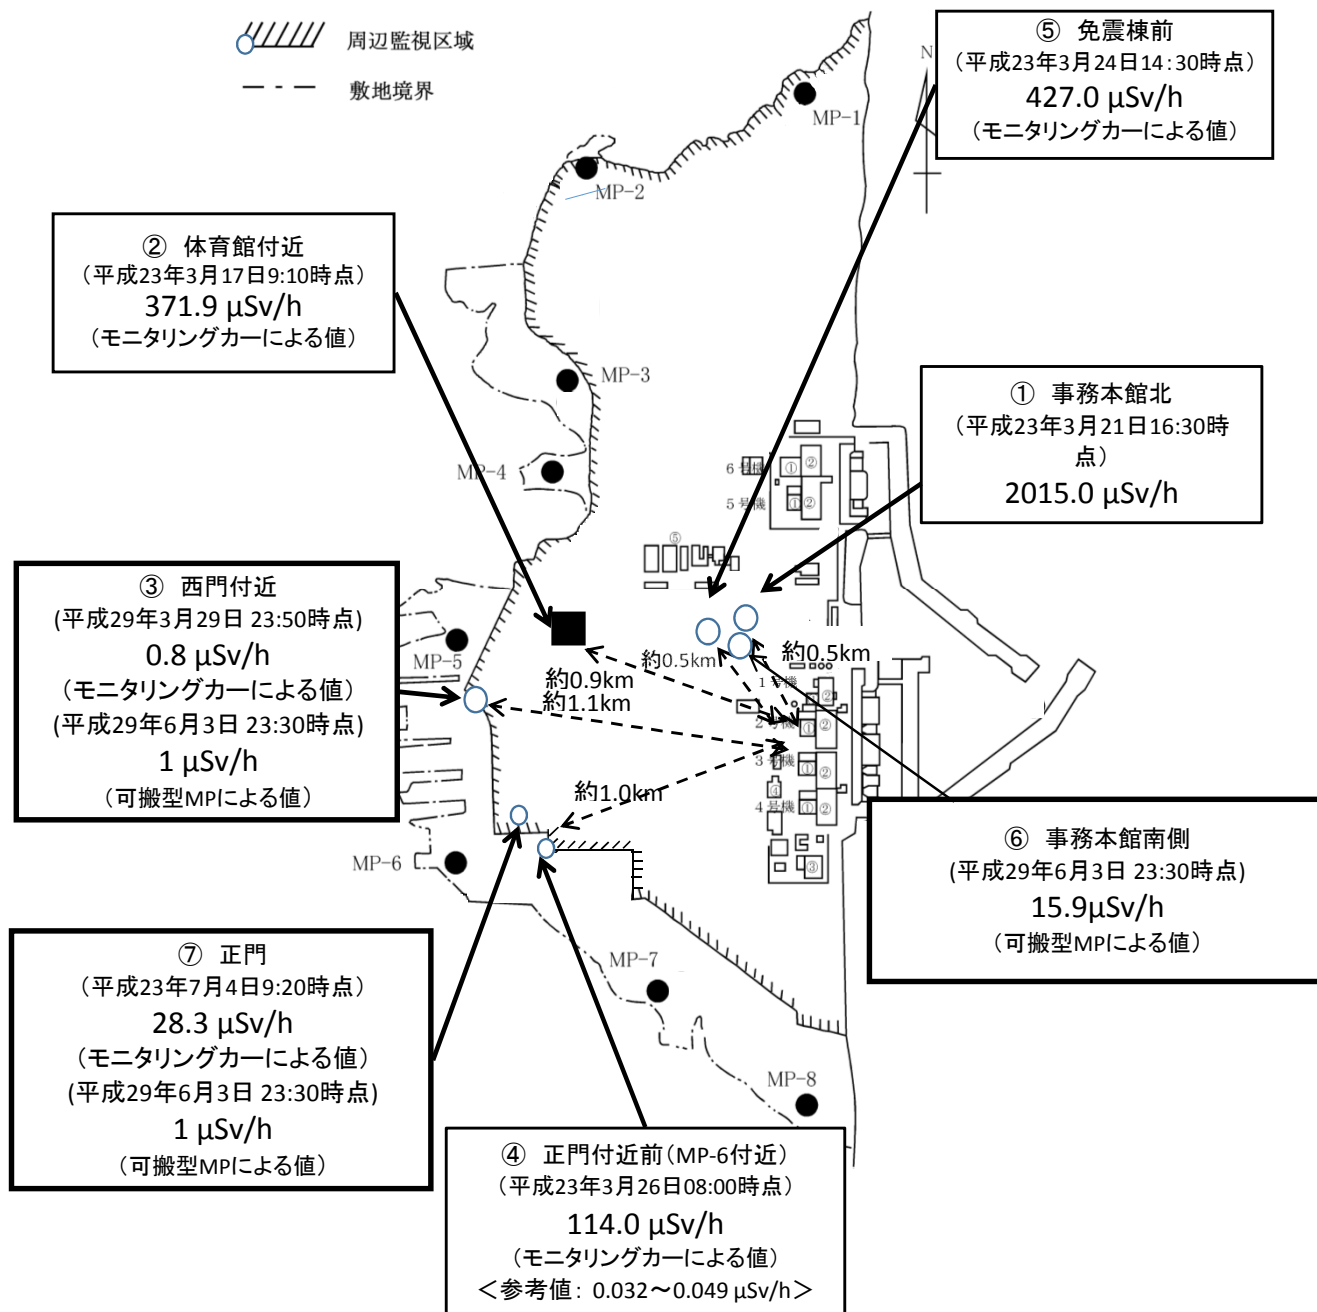 周辺監視区域
敷地境界
⑤ 免震棟前
(平成23年3月24日14:30時点)
427.0 μSv/h
(モニタリングカーによる値)
N
MP-1
MP-2
② 体育館付近
(平成23年3月17日9:10時点)
371.9 μSv/h
(モニタリングカーによる値)
MP-3
① 事務本館北
(平成23年3月21日16:30時
点)
2015.0 μSv/h
MP-4
6号機
①
②
5号機
①
②
⑤
③ 西門付近
(平成29年3月29日 23:50時点)
0.8 μSv/h
(モニタリングカーによる値)
(平成29年6月3日 23:30時点)
1 μSv/h
(可搬型MPによる値)
MP-5
約0.5km
約0.5km
約0.9km
約1.1km
1号機
②
2号機
①
②
3号機
①
②
④
約1.0km
4号機
①
②
③
MP-6
⑥ 事務本館南側
(平成29年6月3日 23:30時点)
15.9μSv/h
(可搬型MPによる値)
⑦ 正門
(平成23年7月4日9:20時点)
28.3 μSv/h
(モニタリングカーによる値)
(平成29年6月3日 23:30時点)
1 μSv/h
(可搬型MPによる値)
MP-7
MP-8
④ 正門付近前(MP-6付近)
(平成23年3月26日08:00時点)
114.0 μSv/h
(モニタリングカーによる値)
<参考値: 0.032～0.049 μSv/h>